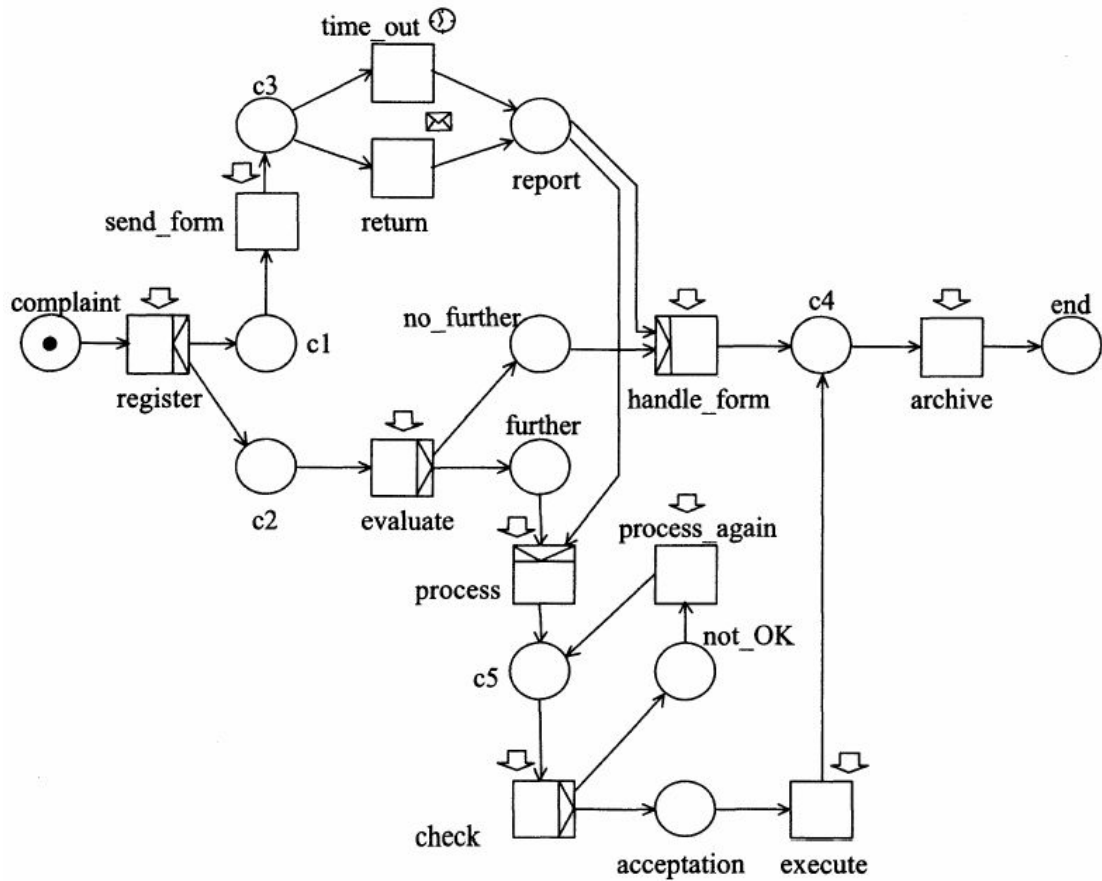 time_out
c3
report
return
send_form
complaint
c1
no_further
c4
end
register
handle_form
archive
further
c2
evaluate
process_again
process
not_OK
c5
check
acceptation
execute